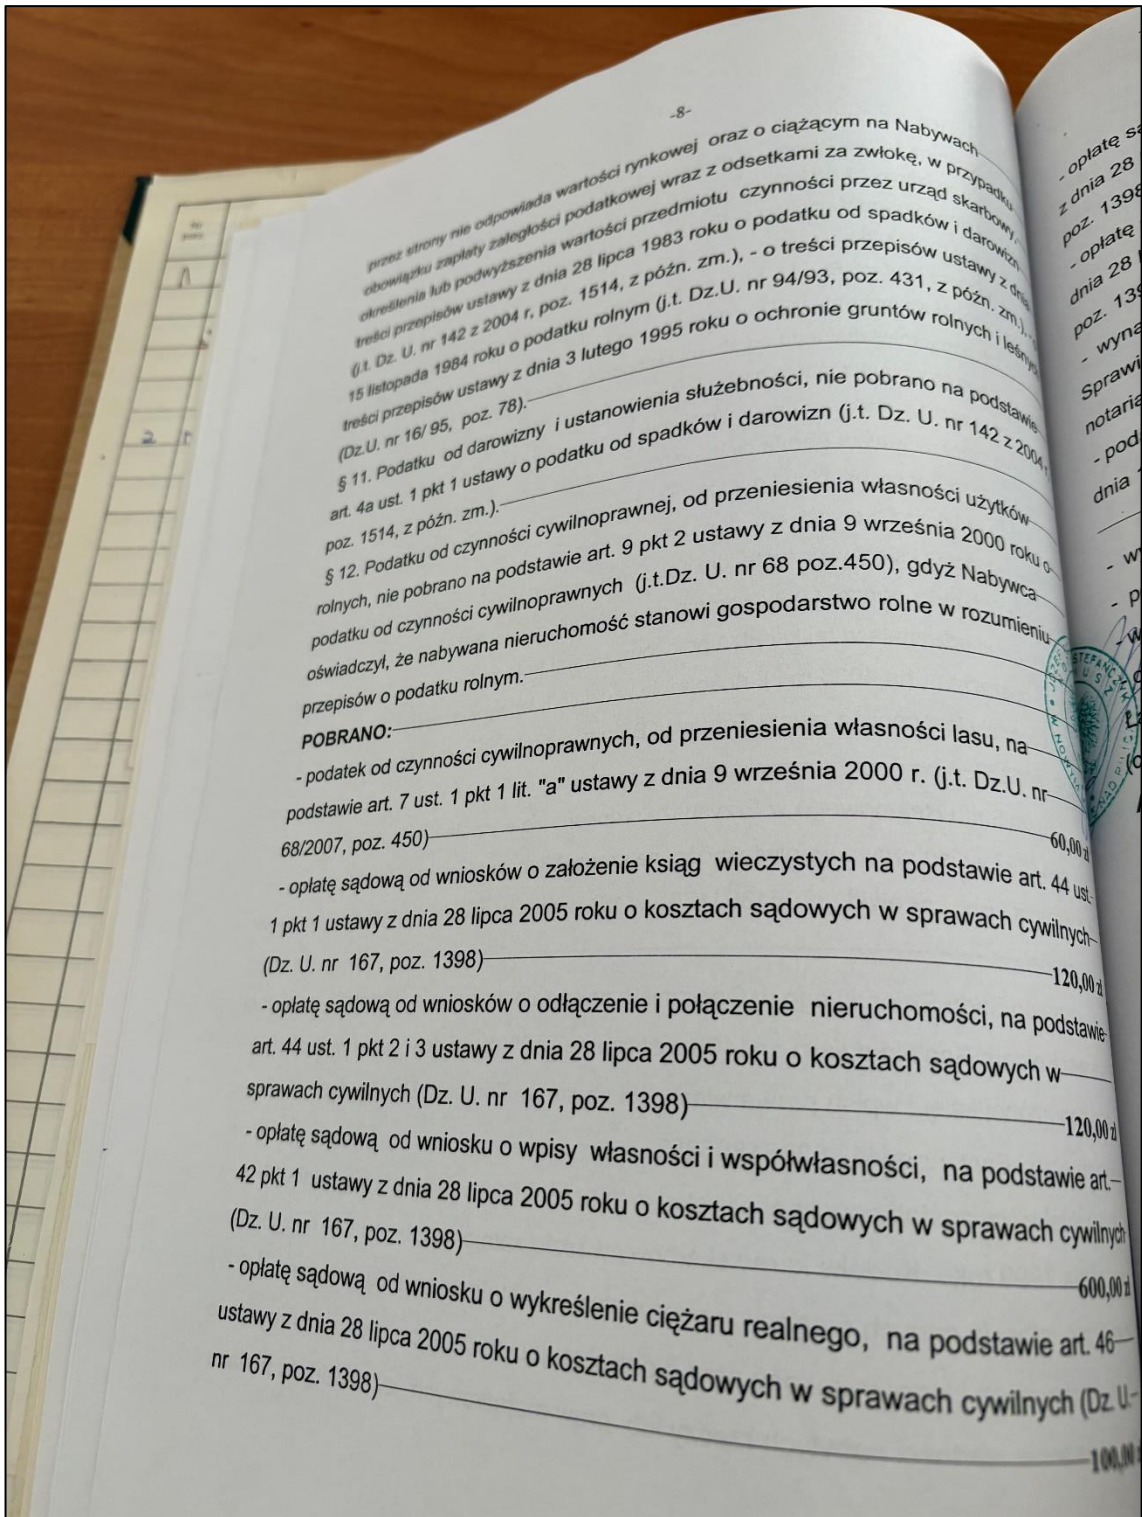 -8-
przez strony nie odpowiada wartości rynkowej oraz o ciążącym na Nabywach
obowiązku zapłaty zaległości podatkowej wraz z odsetkami za zwłokę, w przypadku
określenia lub podwyższenia wartości przedmiotu czynności przez urząd skarbowy,
treści przepisów ustawy z dnia 28 lipca 1983 roku o podatku od spadków i darowizn
(j.t. Dz. U. nr 142 z 2004 r, poz. 1514, z późn. zm.), - o treści przepisów ustawy z dnia
15 listopada 1984 roku o podatku rolnym (j.t. Dz.U. nr 94/93, poz. 431, z późn. zm.),
treści przepisów ustawy z dnia 3 lutego 1995 roku o ochronie gruntów rolnych i leśnych
(Dz.U. nr 16/ 95, poz. 78).
§ 11. Podatku od darowizny i ustanowienia służebności, nie pobrano na podstawie
art. 4a ust. 1 pkt 1 ustawy o podatku od spadków i darowizn (j.t. Dz. U. nr 142 z 2004 r
poz. 1514, z późn. zm.).
§ 12. Podatku od czynności cywilnoprawnej, od przeniesienia własności użytków
rolnych, nie pobrano na podstawie art. 9 pkt 2 ustawy z dnia 9 września 2000 roku o
podatku od czynności cywilnoprawnych (j.t.Dz. U. nr 68 poz.450), gdyż Nabywca
oświadczył, że nabywana nieruchomość stanowi gospodarstwo rolne w rozumieniu
przepisów o podatku rolnym.
POBRANO:
- podatek od czynności cywilnoprawnych, od przeniesienia własności lasu, na
podstawie art. 7 ust. 1 pkt 1 lit. "a" ustawy z dnia 9 września 2000 r. (j.t. Dz.U. nr
68/2007, poz. 450) 60,00 zł
- opłatę sądową od wniosków o założenie ksiąg wieczystych na podstawie art. 44 ust.
1 pkt 1 ustawy z dnia 28 lipca 2005 roku o kosztach sądowych w sprawach cywilnych
(Dz. U. nr 167, poz. 1398) 120,00 zł
- opłatę sądową od wniosków o odłączenie i połączenie nieruchomości, na podstawie
art. 44 ust. 1 pkt 2 i 3 ustawy z dnia 28 lipca 2005 roku o kosztach sądowych w
sprawach cywilnych (Dz. U. nr 167, poz. 1398) 120,00 zł
- opłatę sądową od wniosku o wpisy własności i współwłasności, na podstawie art.
42 pkt 1 ustawy z dnia 28 lipca 2005 roku o kosztach sądowych w sprawach cywilnych
(Dz. U. nr 167, poz. 1398) 600,00 zł
- opłatę sądową od wniosku o wykreślenie ciężaru realnego, na podstawie art. 46
ustawy z dnia 28 lipca 2005 roku o kosztach sądowych w sprawach cywilnych (Dz. U.
nr 167, poz. 1398) 100,00
- opłatę
z dnia 28
poz. 1398
- opłatę
dnia 28
poz.
notaria
dnia